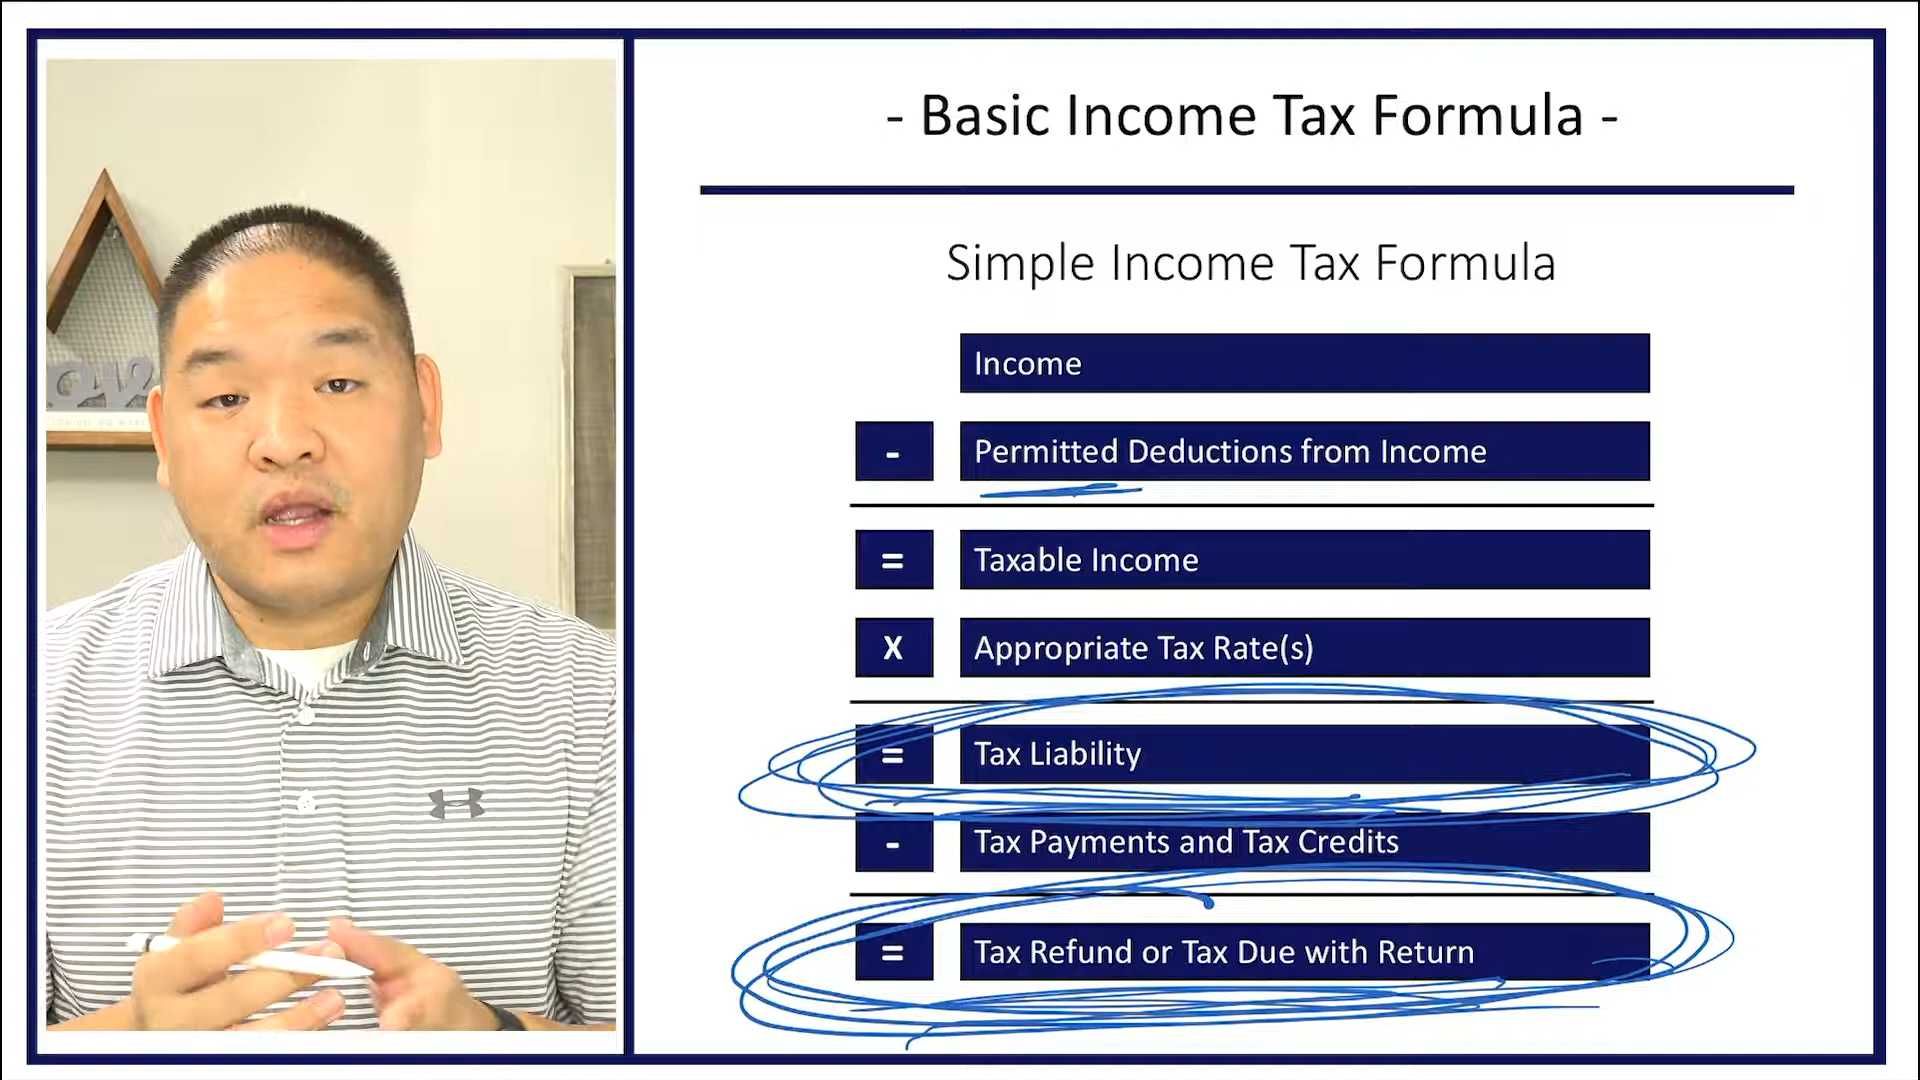 - Basic Income Tax Formula -
Simple Income Tax Formula
Income
- Permitted Deductions from Income
= Taxable Income
X Appropriate Tax Rate(s)
= Tax Liability
- Tax Payments and Tax Credits
= Tax Refund or Tax Due with Return